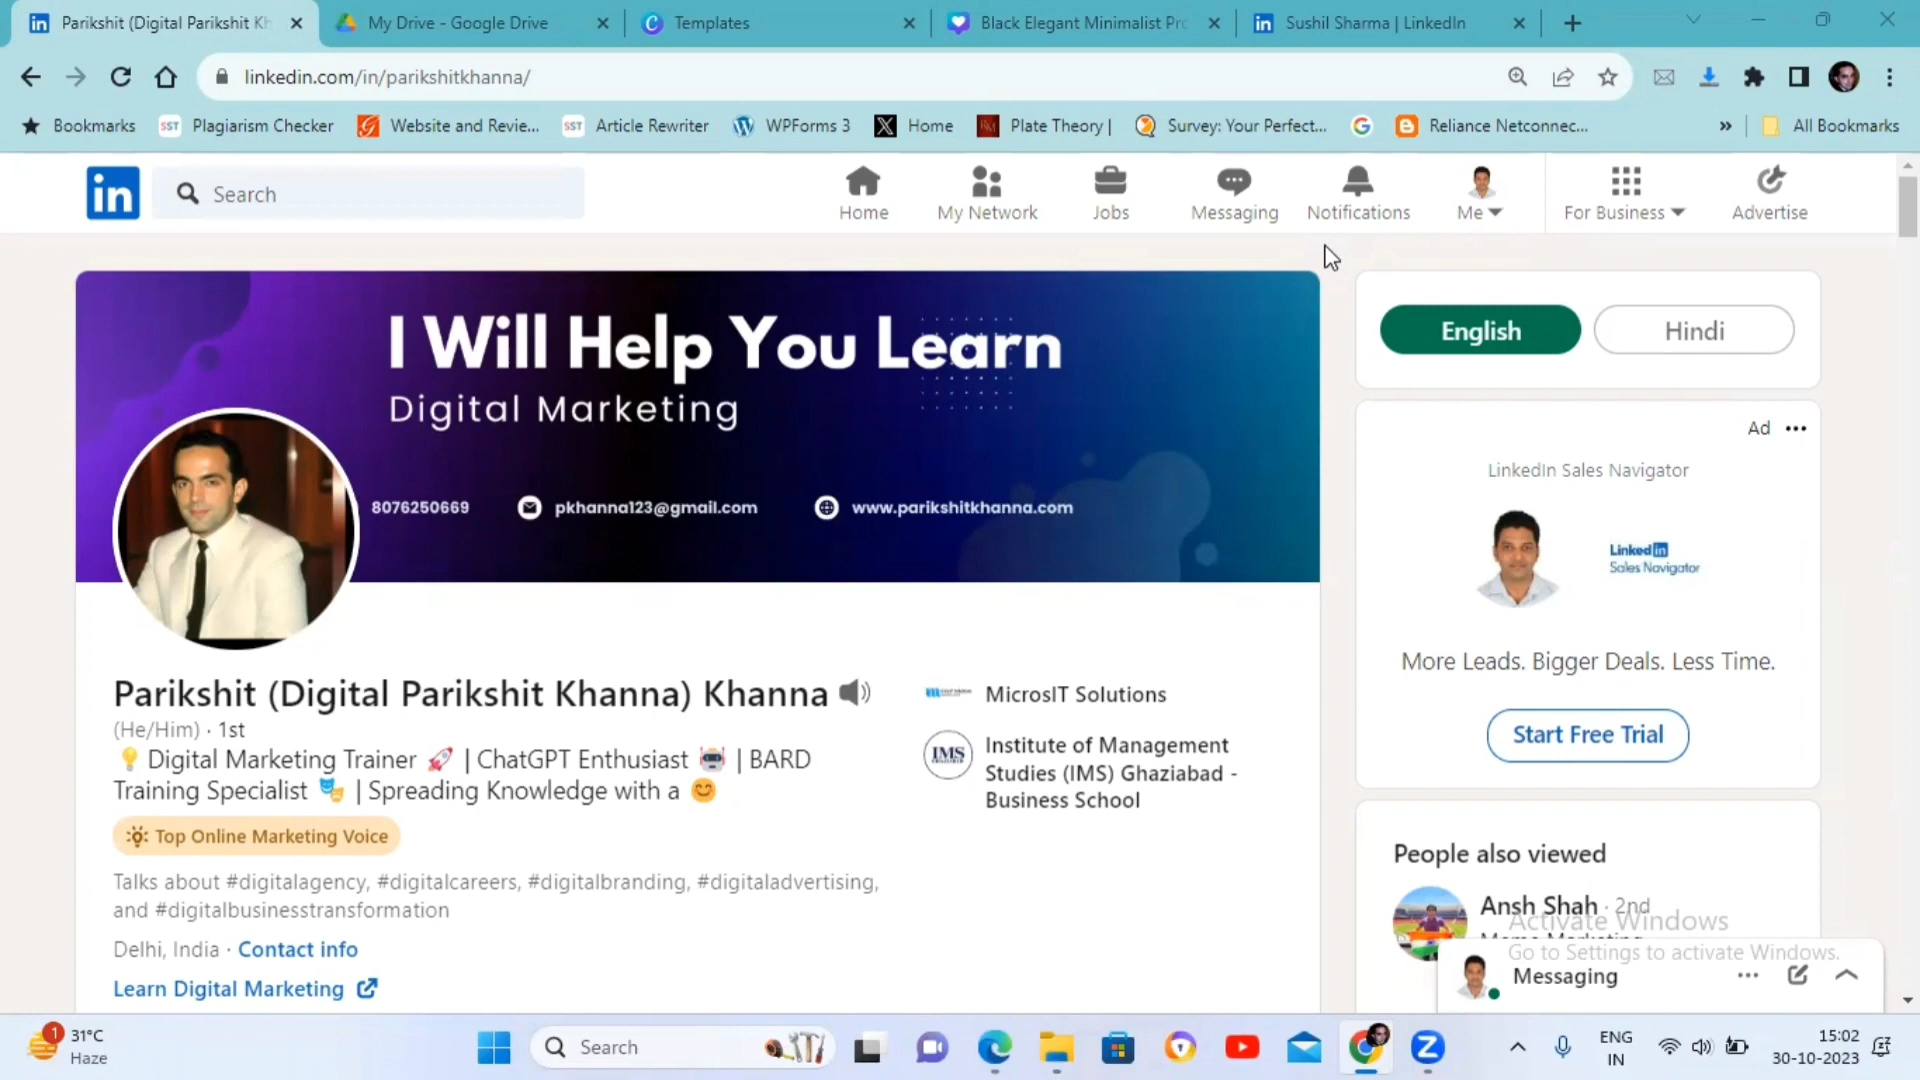 Parikshit (Digital Parikshit Kh
My Drive - Google Drive
Templates
Black Elegant Minimalist Pro
Sushil Sharma | LinkedIn
linkedin.com/in/parikshitkhanna/
Bookmarks
SST Plagiarism Checker
Website and Revie...
SST Article Rewriter
WPForms 3
Home
Plate Theory |
Survey: Your Perfect...
Reliance Netconnec...
» All Bookmarks
in Search
Home
My Network
Jobs
Messaging
Notifications
Me
For Business
Advertise
I Will Help You Learn
Digital Marketing
8076250669
pkhanna123@gmail.com
www.parikshitkhanna.com
English
Hindi
Ad
LinkedIn Sales Navigator
Linked in
Sales Navigator
More Leads. Bigger Deals. Less Time.
Start Free Trial
Parikshit (Digital Parikshit Khanna) Khanna
(He/Him) · 1st
Digital Marketing Trainer 🚀 | ChatGPT Enthusiast 🤖 | BARD
Training Specialist 🎭 | Spreading Knowledge with a 😊
Top Online Marketing Voice
Talks about #digitalagency, #digitalcareers, #digitalbranding, #digitaladvertising,
and #digitalbusinesstransformation
Delhi, India · Contact info
Learn Digital Marketing
MicrosIT Solutions
IMS
Institute of Management
Studies (IMS) Ghaziabad -
Business School
People also viewed
Ansh Shah · 2nd
Activate Windows
Go to Settings to activate Windows.
Messaging
1
31°C
Haze
Search
ENG
IN
15:02
30-10-2023